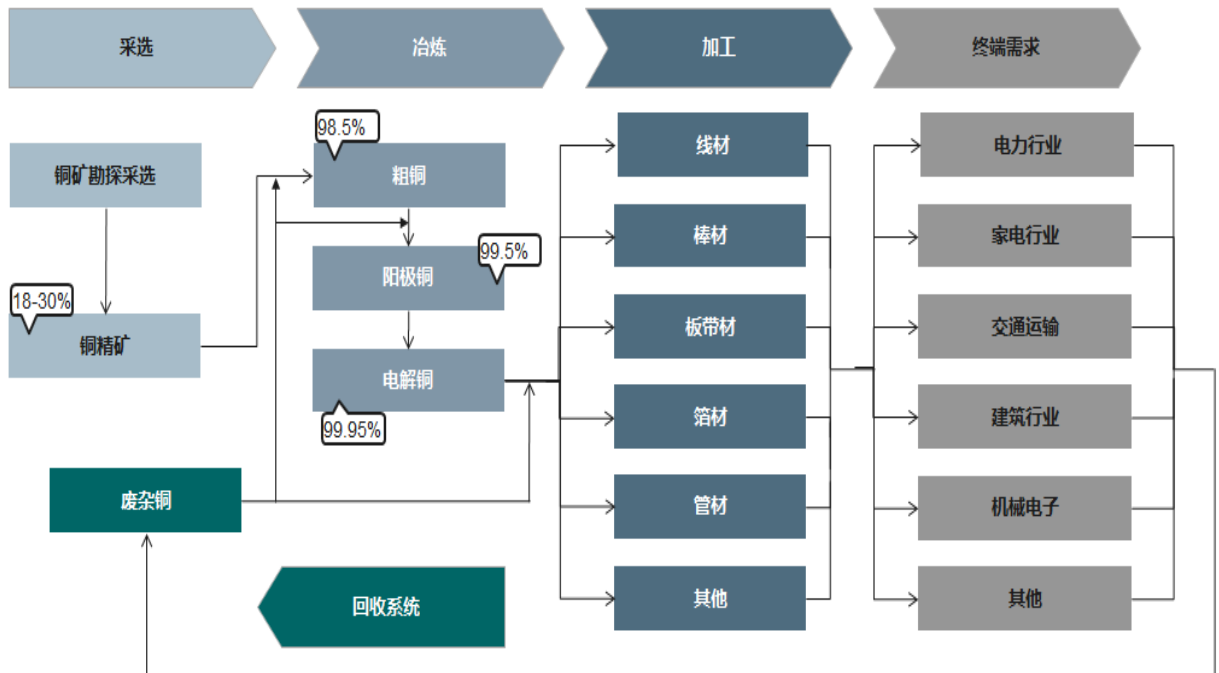 采选
冶炼
加工
终端需求
铜矿勘探采选
18-30%
铜精矿
98.5%
粗铜
99.5%
阳极铜
电解铜
99.95%
线材
棒材
板带材
箔材
管材
其他
电力行业
家电行业
交通运输
建筑行业
机械电子
其他
废杂铜
回收系统